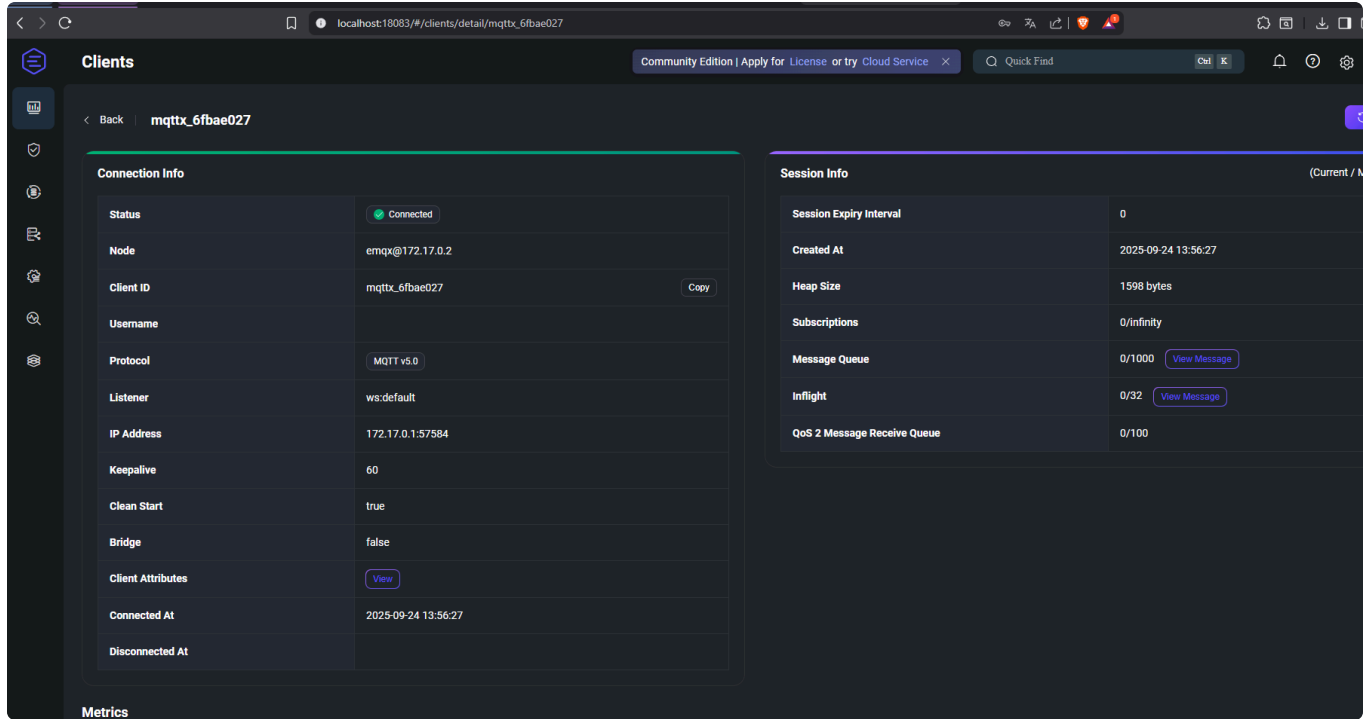 localhost:18083/#/clients/detail/mqttx_6fbae027
Clients
Community Edition | Apply for License or try Cloud Service
Quick Find
Ctrl K
Back
mqttx_6fbae027
Connection Info
Status Connected
Node emqx@172.17.0.2
Client ID mqttx_6fbae027 Copy
Username
Protocol MQTT v5.0
Listener ws:default
IP Address 172.17.0.1:57584
Keepalive 60
Clean Start true
Bridge false
Client Attributes View
Connected At 2025-09-24 13:56:27
Disconnected At
Session Info (Current / M
Session Expiry Interval 0
Created At 2025-09-24 13:56:27
Heap Size 1598 bytes
Subscriptions 0/infinity
Message Queue 0/1000 View Message
Inflight 0/32 View Message
QoS 2 Message Receive Queue 0/100
Metrics